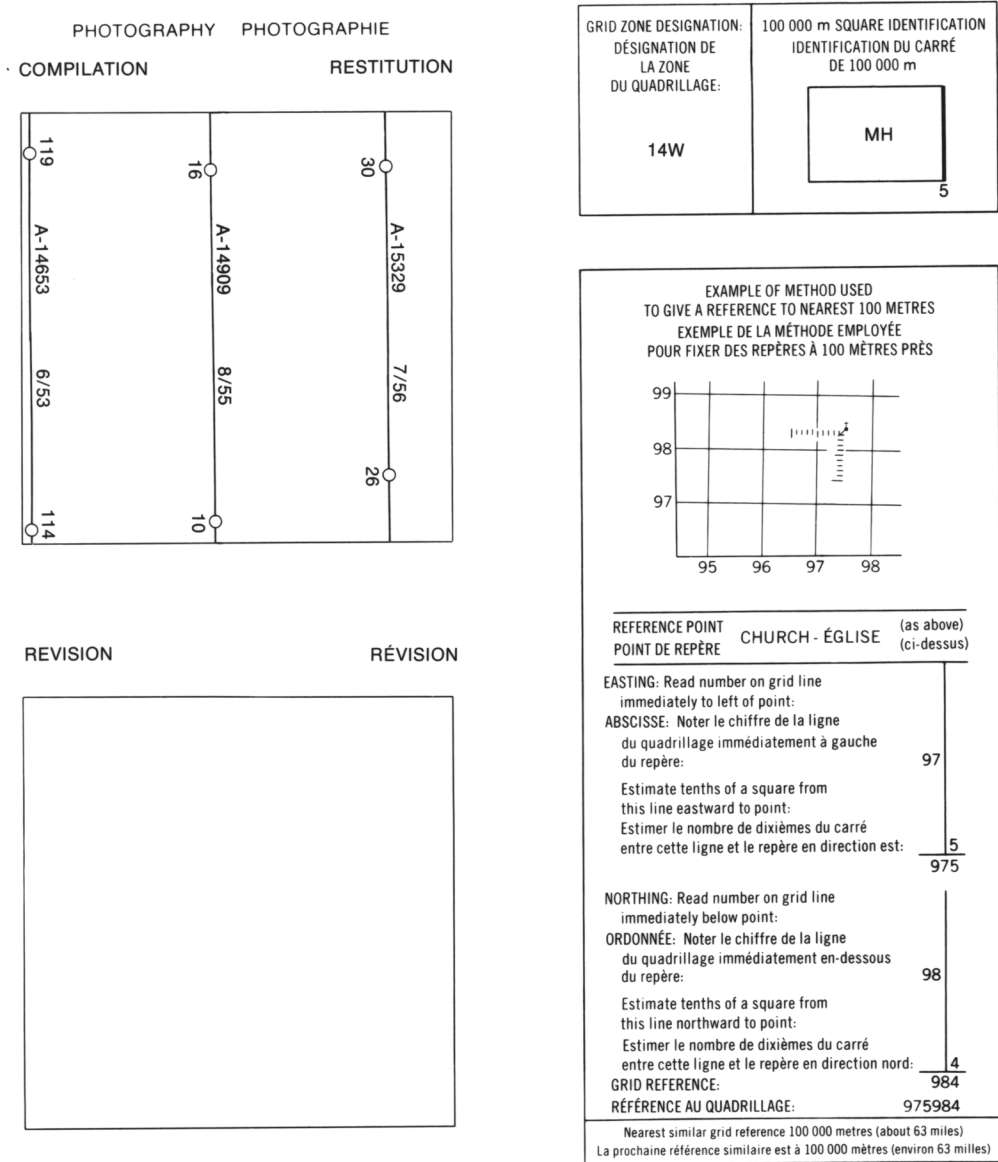 PHOTOGRAPHY PHOTOGRAPHIE
COMPILATION RESTITUTION
119
A-14653
6/53
114
16
A-14909
8/55
10
30
A-15329
7/56
26
REVISION RÉVISION
GRID ZONE DESIGNATION:
DÉSIGNATION DE
LA ZONE
DU QUADRILLAGE:
14W
100 000 m SQUARE IDENTIFICATION
IDENTIFICATION DU CARRÉ
DE 100 000 m
MH
5
EXAMPLE OF METHOD USED
TO GIVE A REFERENCE TO NEAREST 100 METRES
EXEMPLE DE LA MÉTHODE EMPLOYÉE
POUR FIXER DES REPÈRES À 100 MÈTRES PRÈS
99
98
97
95 96 97 98
REFERENCE POINT
POINT DE REPÈRE
CHURCH - ÉGLISE
(as above)
(ci-dessus)
EASTING: Read number on grid line
immediately to left of point:
ABSCISSE: Noter le chiffre de la ligne
du quadrillage immédiatement à gauche
du repère: 97
Estimate tenths of a square from
this line eastward to point:
Estimer le nombre de dixièmes du carré
entre cette ligne et le repère en direction est: 5
975
NORTHING: Read number on grid line
immediately below point:
ORDONNÉE: Noter le chiffre de la ligne
du quadrillage immédiatement en-dessous
du repère: 98
Estimate tenths of a square from
this line northward to point:
Estimer le nombre de dixièmes du carré
entre cette ligne et le repère en direction nord: 4
GRID REFERENCE: 984
RÉFÉRENCE AU QUADRILLAGE: 975984
Nearest similar grid reference 100 000 metres (about 63 miles)
La prochaine référence similaire est à 100 000 mètres (environ 63 milles)